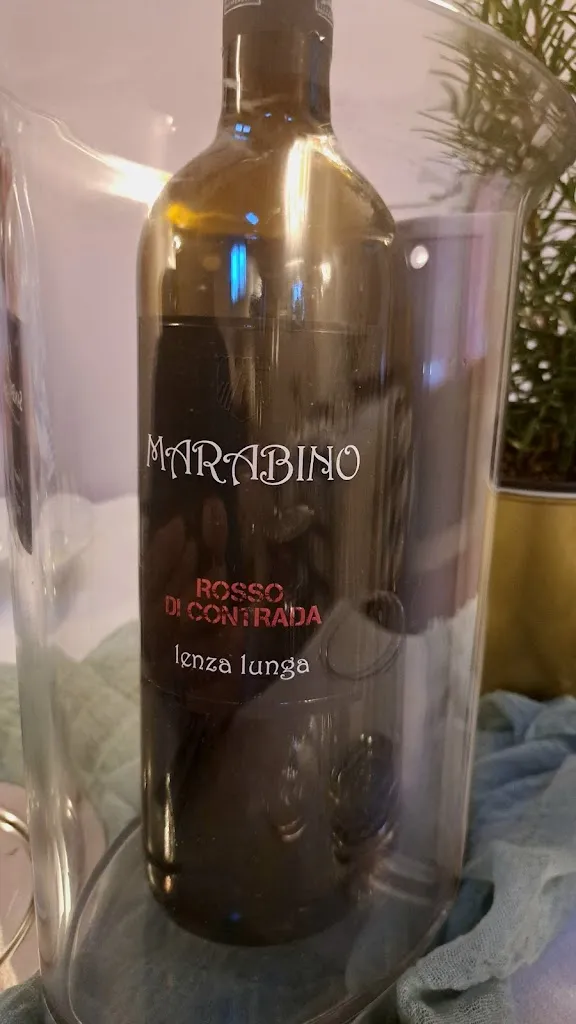 MARABINO
ROSSO
DI CONTRADA
lenza lunga